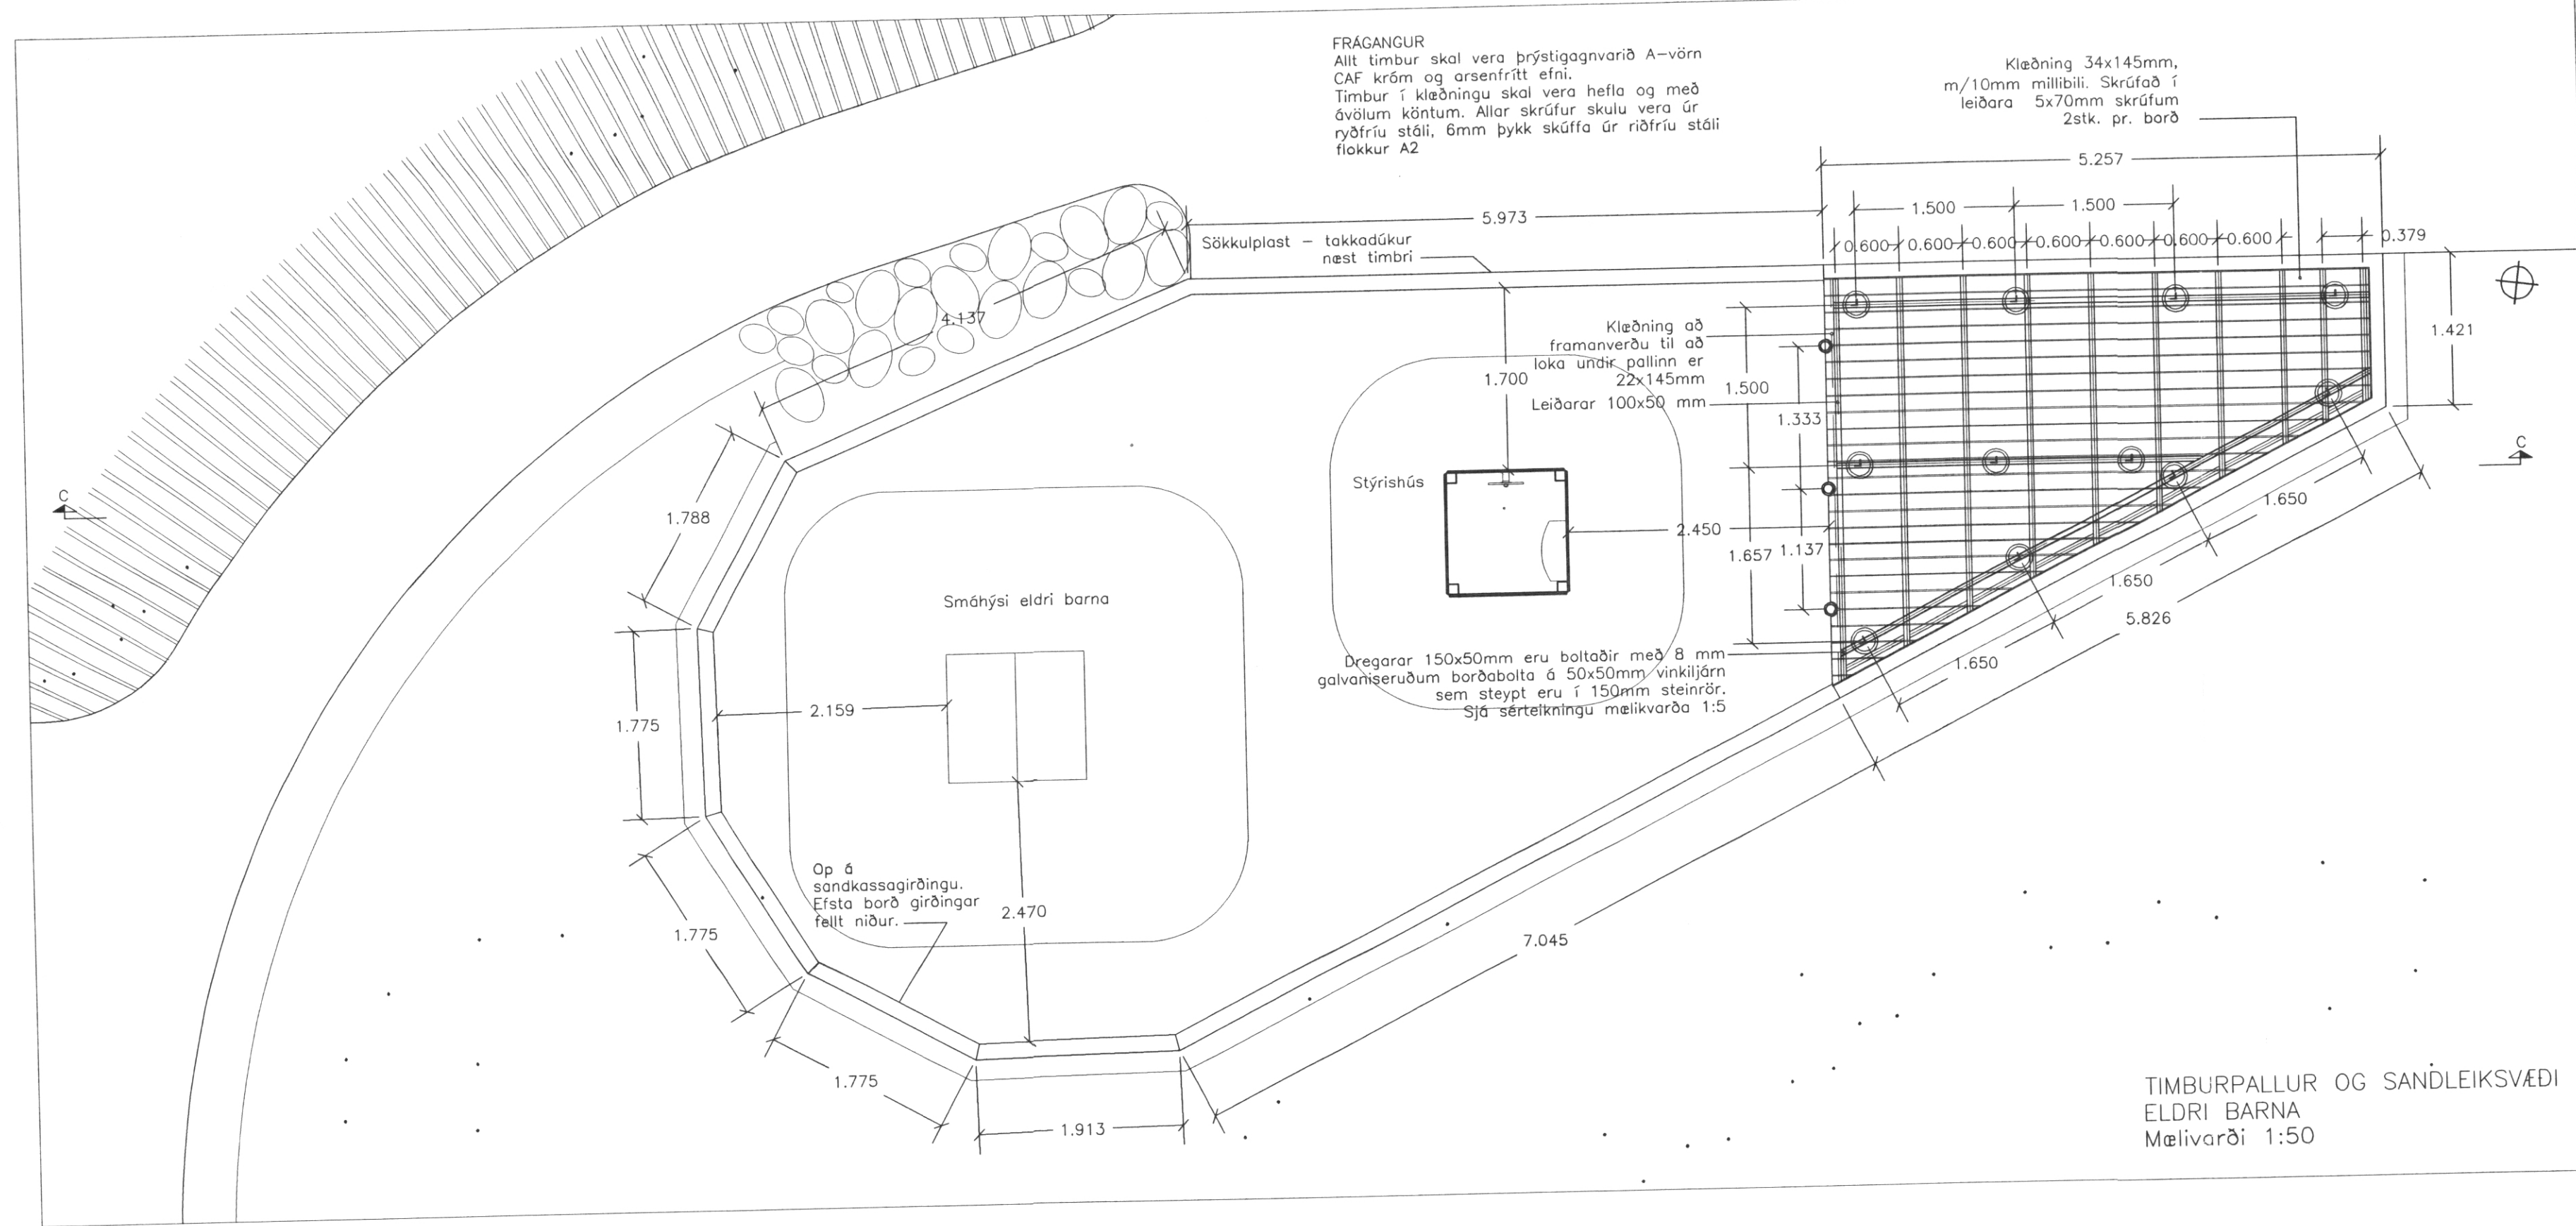 FRÁGANGUR
Allt timbur skal vera þrýstigagnvarið A-vörn
CAF króm og arsenfrítt efni.
Timbur í klæðningu skal vera hefla og með
ávölum köntum. Allar skrúfur skulu vera úr
ryðfríu stáli, 6mm þykk skúffa úr riðfríu stáli
flokkur A2
Klæðning 34x145mm,
m/10mm millibili. Skrúfað í
leiðara 5x70mm skrúfum
2stk. pr. borð
5.257
5.973
1.500
1.500
Sökkulplast - takkadúkur
næst timbri
0.600
0.600
0.600
0.600
0.600
0.600
0.600
0.379
4.137
1.421
Klæðning að
framanverðu til að
loka undir pallinn er
22x145mm
Leiðarar 100x50 mm
1.700
1.500
1.333
C
C
Stýrishús
1.788
2.450
1.657
1.137
1.650
1.650
1.650
5.826
Smáhýsi eldri barna
Dregarar 150x50mm eru boltaðir með 8 mm
galvaniseruðum borðabolta á 50x50mm vinkiljárn
sem steypt eru í 150mm steinrör.
Sjá sérteikningu mælikvarða 1:5
2.159
1.775
Op á
sandkassagirðingu.
Efsta borð girðingar
fellt niður.
2.470
1.775
7.045
1.775
1.913
TIMBURPALLUR OG SANDLEIKSVÆÐI
ELDRI BARNA
Mælivarði 1:50